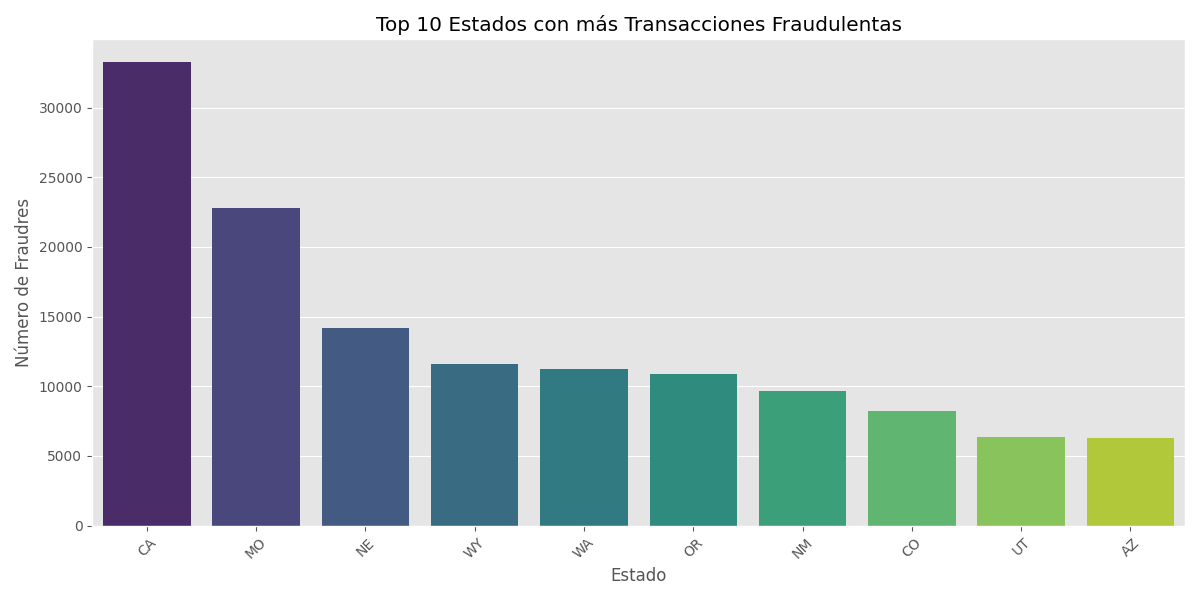 Top 10 Estados con más Transacciones Fraudulentas
Número de Fraudres
30000
25000
20000
15000
10000
5000
0
CA
MO
NE
WY
WA
OR
NM
CO
UT
AZ
Estado